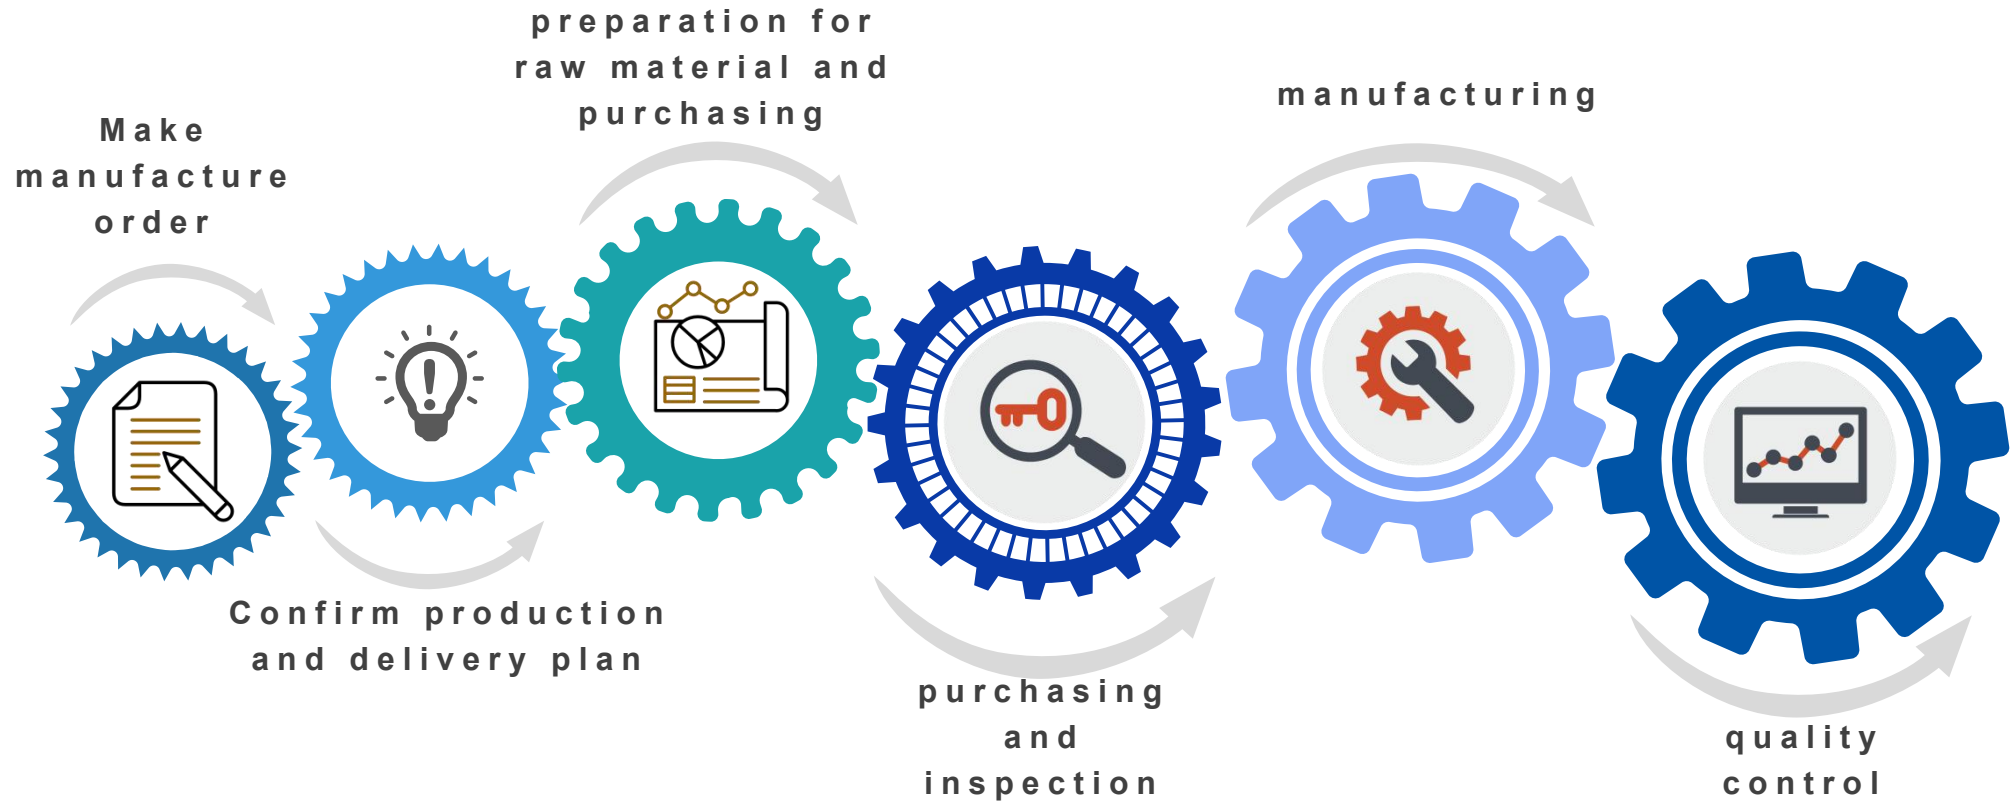 Make
manufacture
order
Confirm production
and delivery plan
preparation for
raw material and
purchasing
purchasing
and
inspection
manufacturing
quality
control